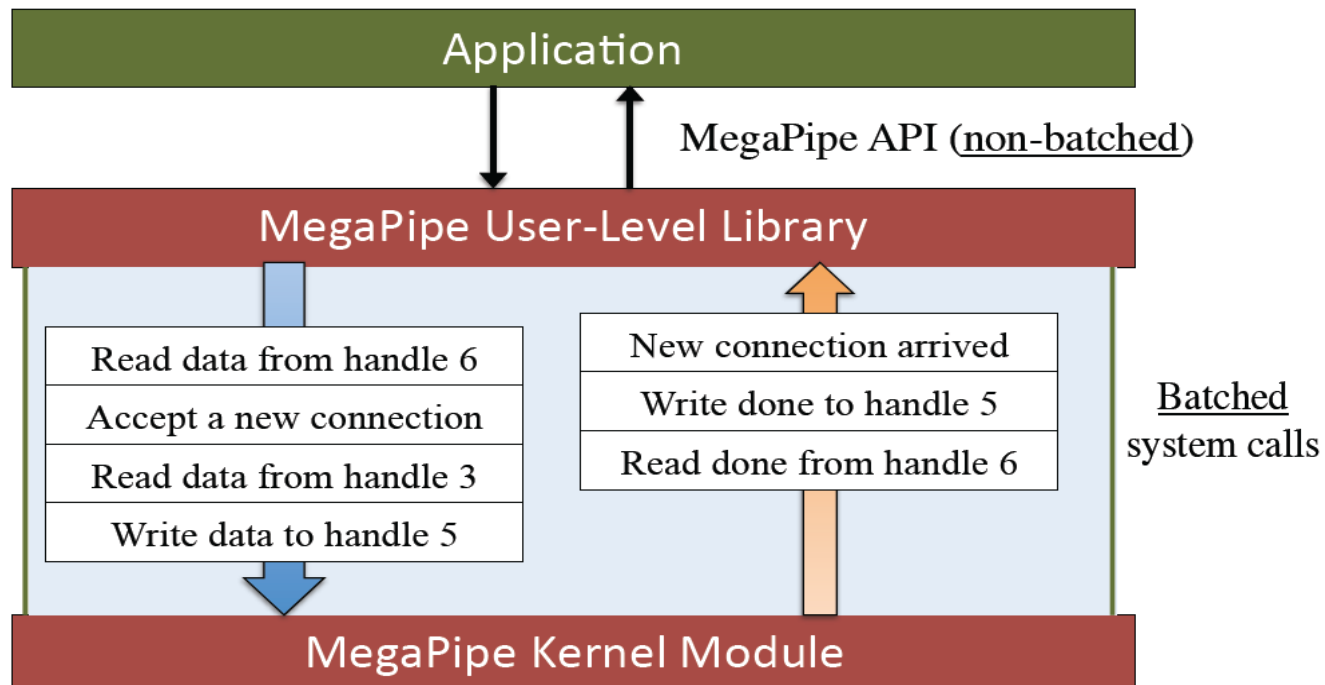 Application
MegaPipe API (non-batched)
MegaPipe User-Level Library
Read data from handle 6
Accept a new connection
Read data from handle 3
Write data to handle 5
New connection arrived
Write done to handle 5
Read done from handle 6
Batched
system calls
MegaPipe Kernel Module